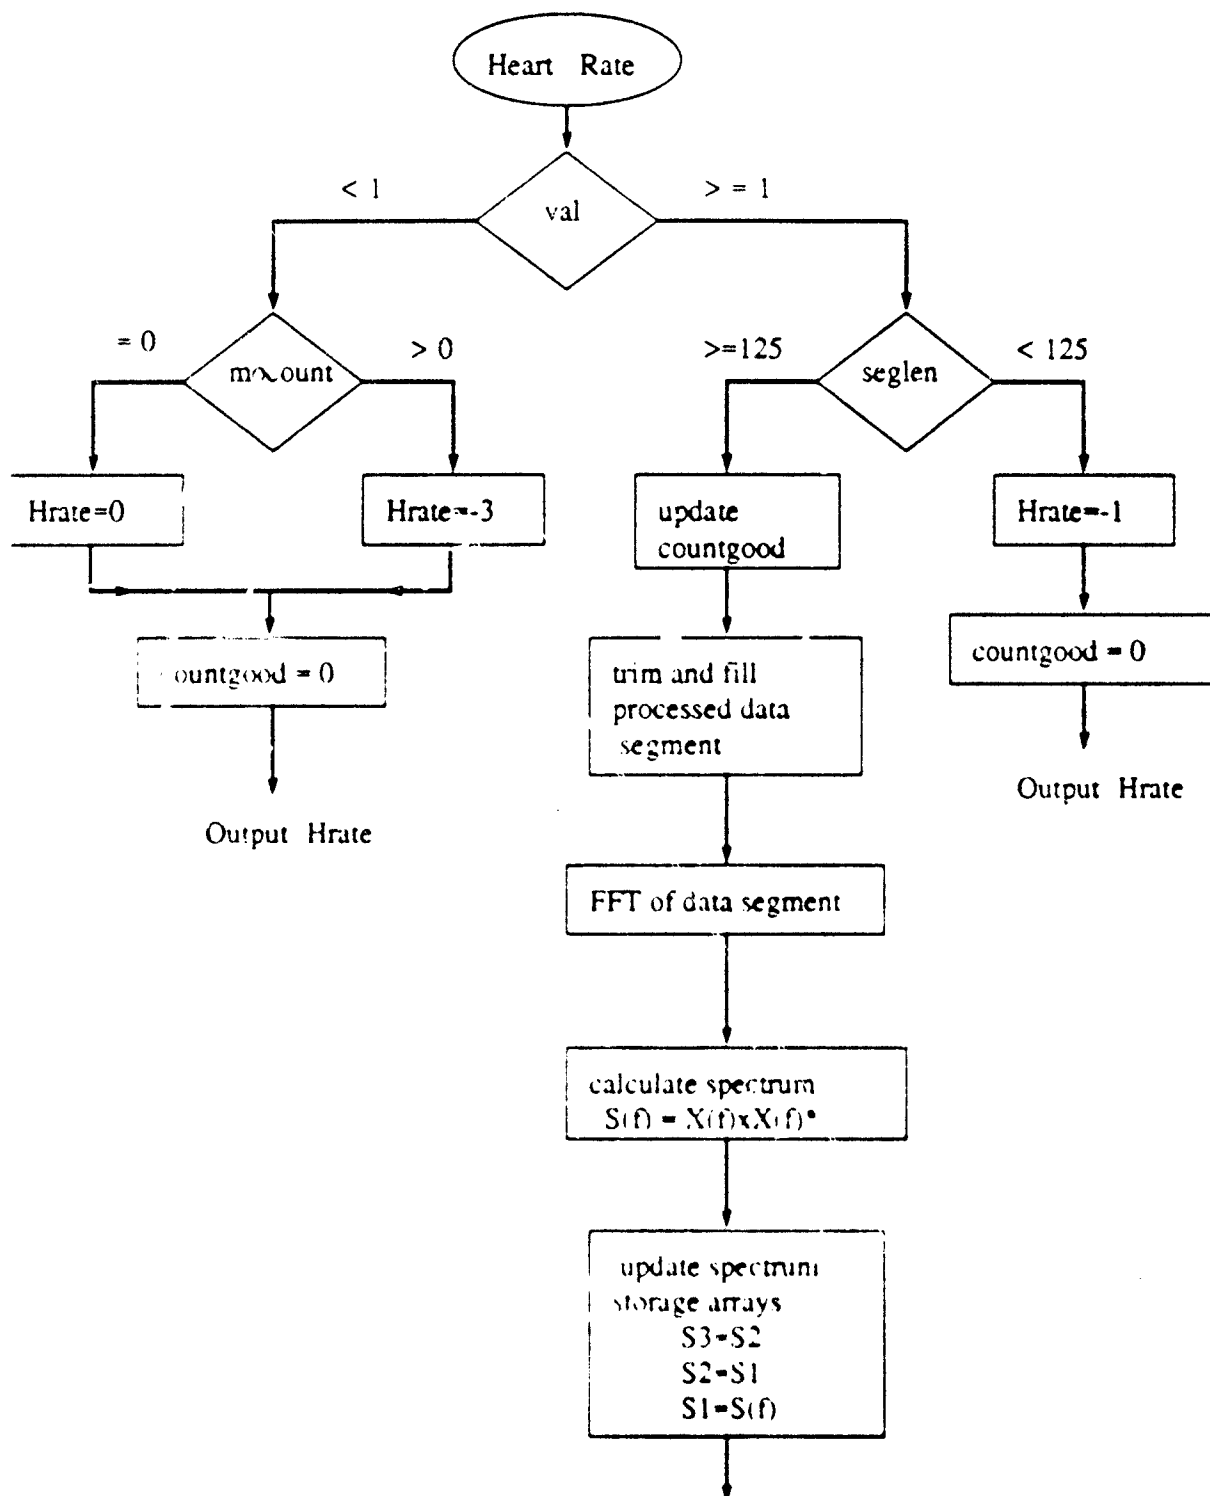 Heart Rate
< 1
> = 1
val
= 0
> 0
>=125
< 125
seglen
Hrate=0
Hrate=-3
update
countgood
Hrate=-1
countgood = 0
trim and fill
processed data
segment
countgood = 0
Output Hrate
Output Hrate
FFT of data segment
calculate spectrum
S(f) = X(f)xX(f)*
update spectrum
storage arrays
S3=S2
S2=S1
S1=S(f)